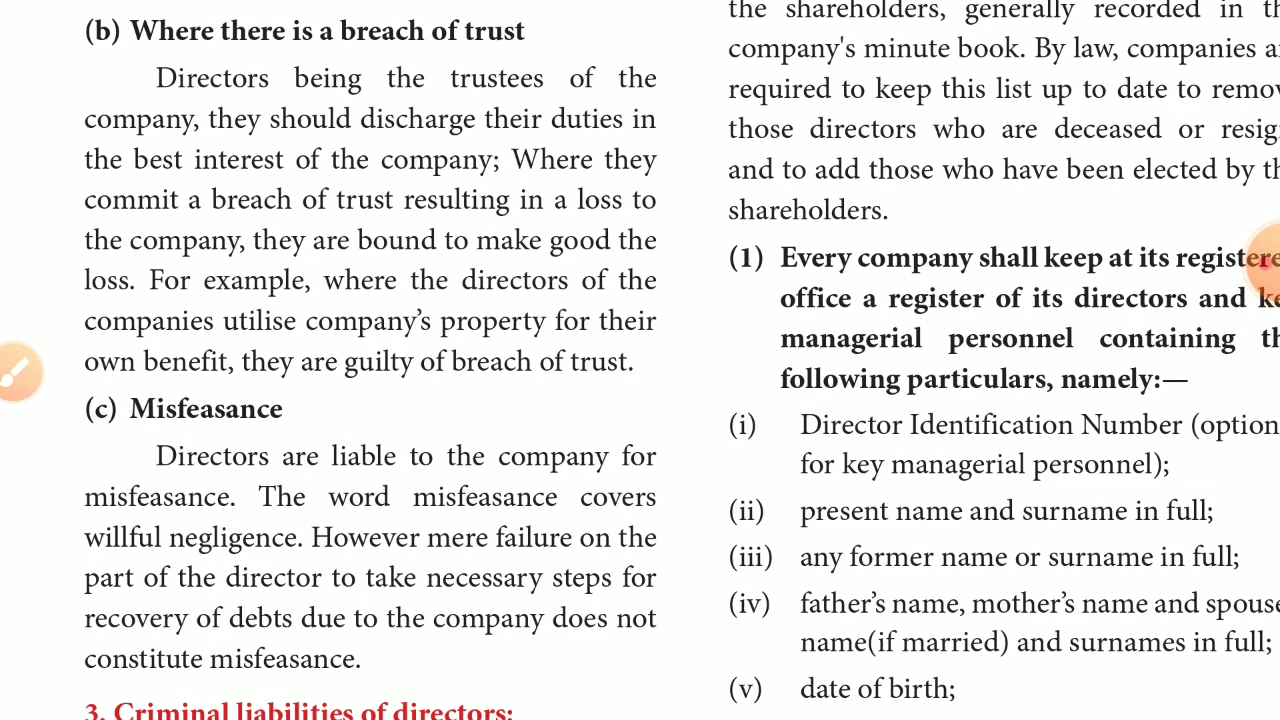 (b) Where there is a breach of trust
Directors being the trustees of the
company, they should discharge their duties in
the best interest of the company; Where they
commit a breach of trust resulting in a loss to
the company, they are bound to make good the
loss. For example, where the directors of the
companies utilise company’s property for their
own benefit, they are guilty of breach of trust.
(c) Misfeasance
Directors are liable to the company for
misfeasance. The word misfeasance covers
willful negligence. However mere failure on the
part of the director to take necessary steps for
recovery of debts due to the company does not
constitute misfeasance.
3. Criminal liabilities of directors:
the shareholders, generally recorded in
company's minute book. By law, companies
required to keep this list up to date to
those directors who are deceased or
and to add those who have been elected by
shareholders.
(1) Every company shall keep at its
office a register of its directors and
managerial personnel containing
following particulars, namely:—
(i) Director Identification Number
for key managerial personnel);
(ii) present name and surname in full;
(iii) any former name or surname in full;
(iv) father’s name, mother’s name and
name(if married) and surnames in full;
(v) date of birth;